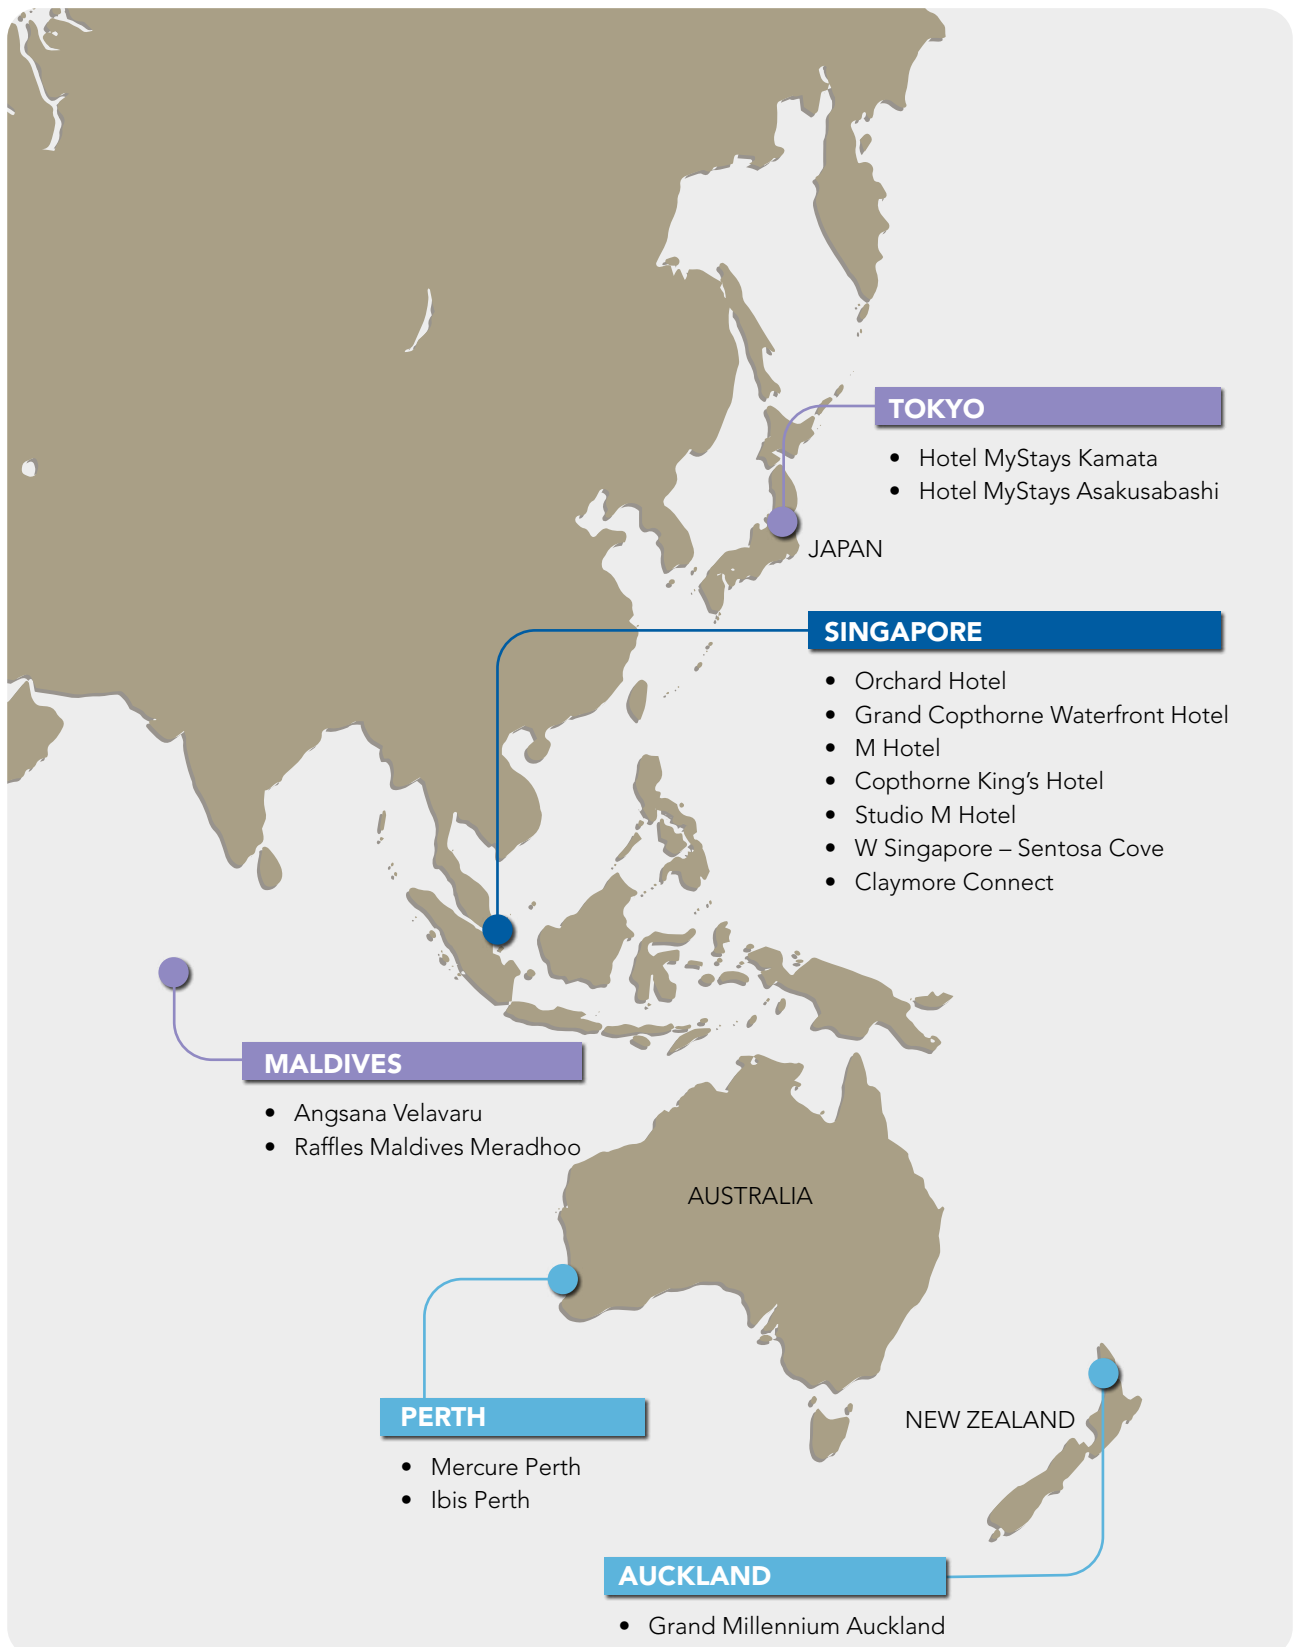 TOKYO
• Hotel MyStays Kamata
• Hotel MyStays Asakusabashi
JAPAN
SINGAPORE
• Orchard Hotel
• Grand Copthorne Waterfront Hotel
• M Hotel
• Copthorne King’s Hotel
• Studio M Hotel
• W Singapore – Sentosa Cove
• Claymore Connect
MALDIVES
• Angsana Velavaru
• Raffles Maldives Meradhoo
AUSTRALIA
PERTH
• Mercure Perth
• Ibis Perth
NEW ZEALAND
AUCKLAND
• Grand Millennium Auckland